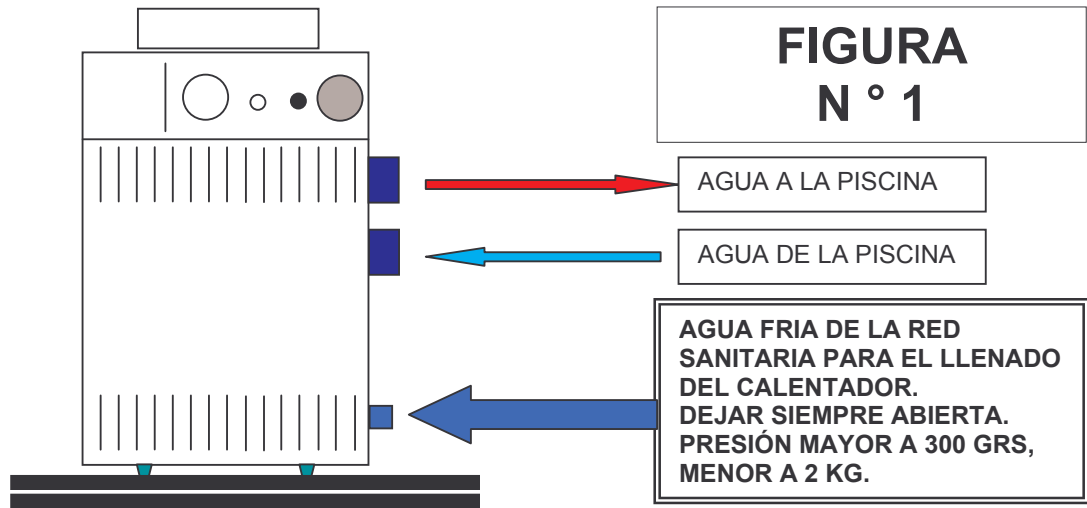 FIGURA
N ° 1
AGUA A LA PISCINA
AGUA DE LA PISCINA
AGUA FRIA DE LA RED
SANITARIA PARA EL LLENADO
DEL CALENTADOR.
DEJAR SIEMPRE ABIERTA.
PRESIÓN MAYOR A 300 GRS,
MENOR A 2 KG.